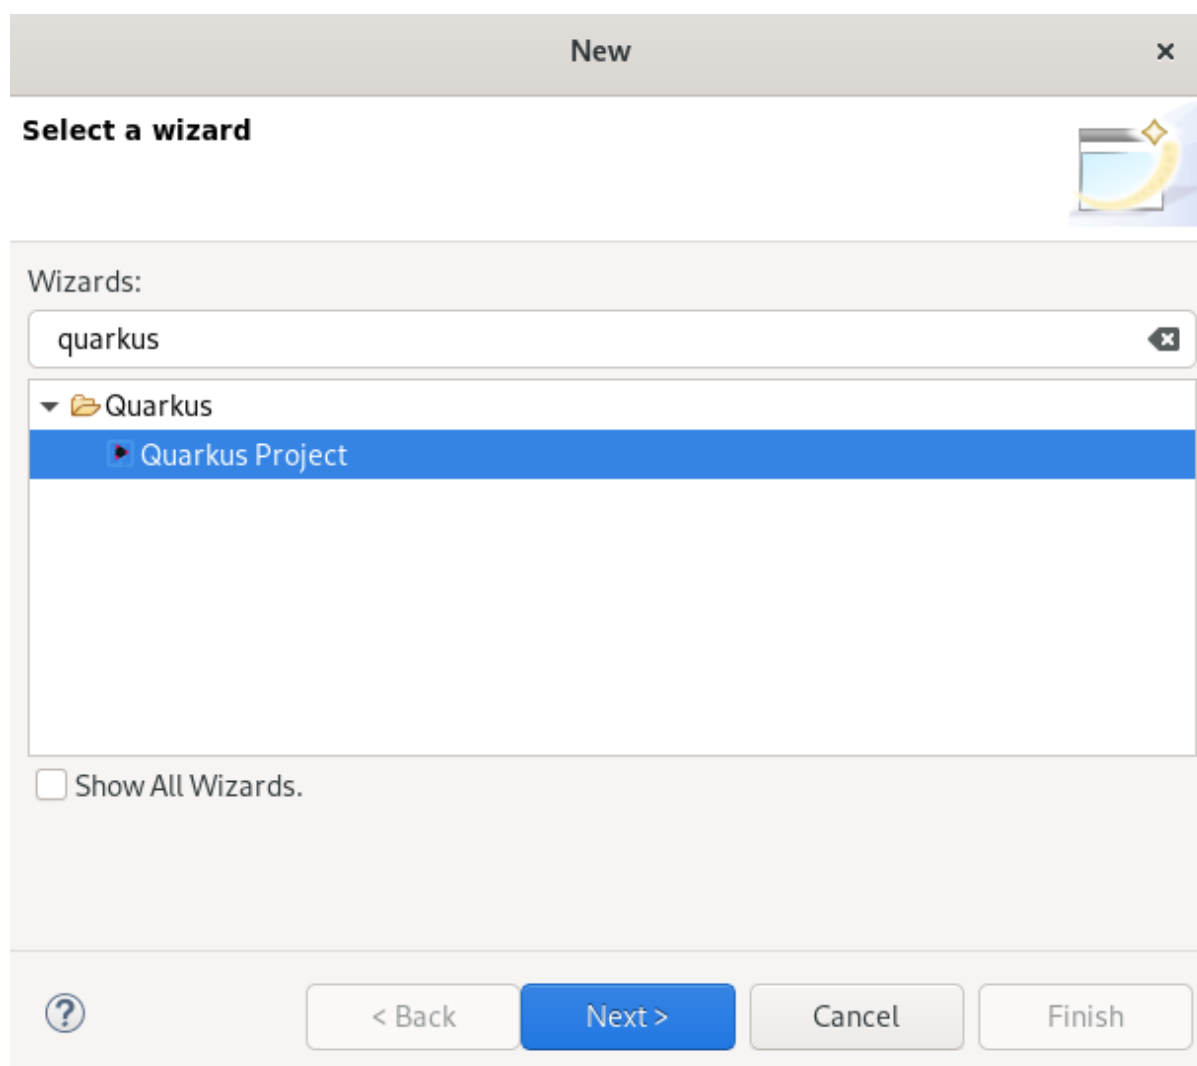 New
Select a wizard
Wizards:
quarkus
Quarkus
Quarkus Project
Show All Wizards.
< Back Next > Cancel Finish